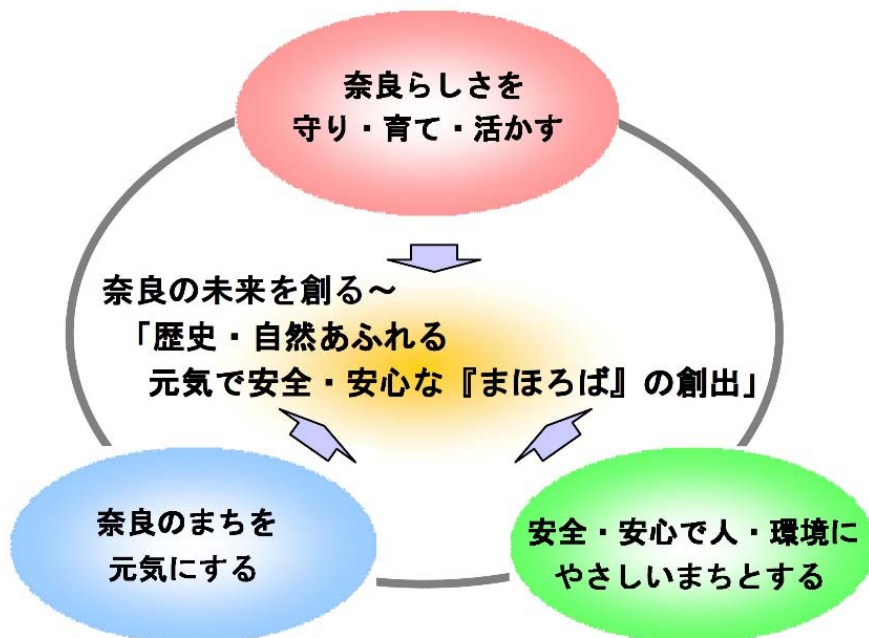 奈良らしさを
守り・育て・活かす
奈良の未来を創る～
「歴史・自然あふれる
元気で安全・安心な『まほろば』の創出」
奈良のまちを
元気にする
安全・安心で人・環境に
やさしいまちとする